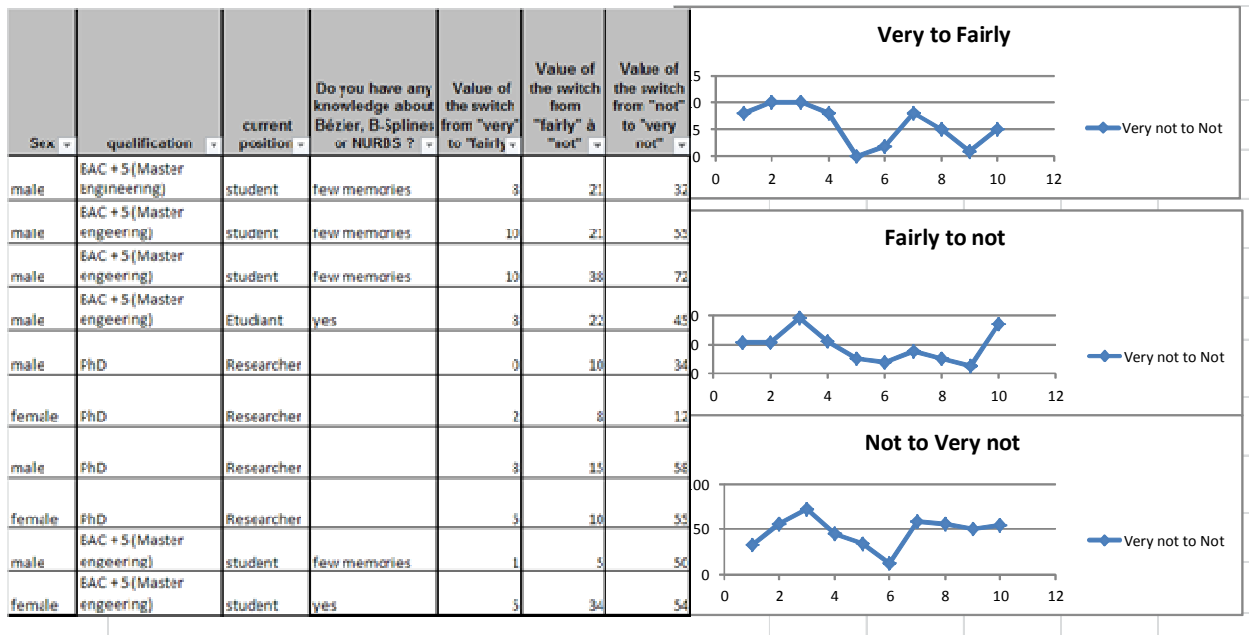 Sex
qualification
current
position
Do you have any
knowledge about
Bézier, B-Splines
or NURBS ?
Value of
the switch
from "very"
to "fairly
Value of
the switch
from
"fairly" à
"not"
Value of
the switch
from "not"
to "very
not"
male
BAC + 5 (Master
Engineering)
student
few memories
8
21
32
male
BAC + 5 (Master
engeering)
student
few memories
10
21
55
male
BAC + 5 (Master
engeering)
student
few memories
10
38
72
male
BAC + 5 (Master
engeering)
Etudiant
yes
8
22
45
male
PhD
Researcher
0
10
34
female
PhD
Researcher
2
8
12
male
PhD
Researcher
8
15
58
female
PhD
Researcher
5
10
55
male
BAC + 5 (Master
engeering)
student
few memories
1
5
50
female
BAC + 5 (Master
engeering)
student
yes
5
34
54
Very to Fairly
5
10
5
0
0 2 4 6 8 10 12
Very not to Not
Fairly to not
0
0
0
0 2 4 6 8 10 12
Very not to Not
Not to Very not
00
50
0
0 2 4 6 8 10 12
Very not to Not